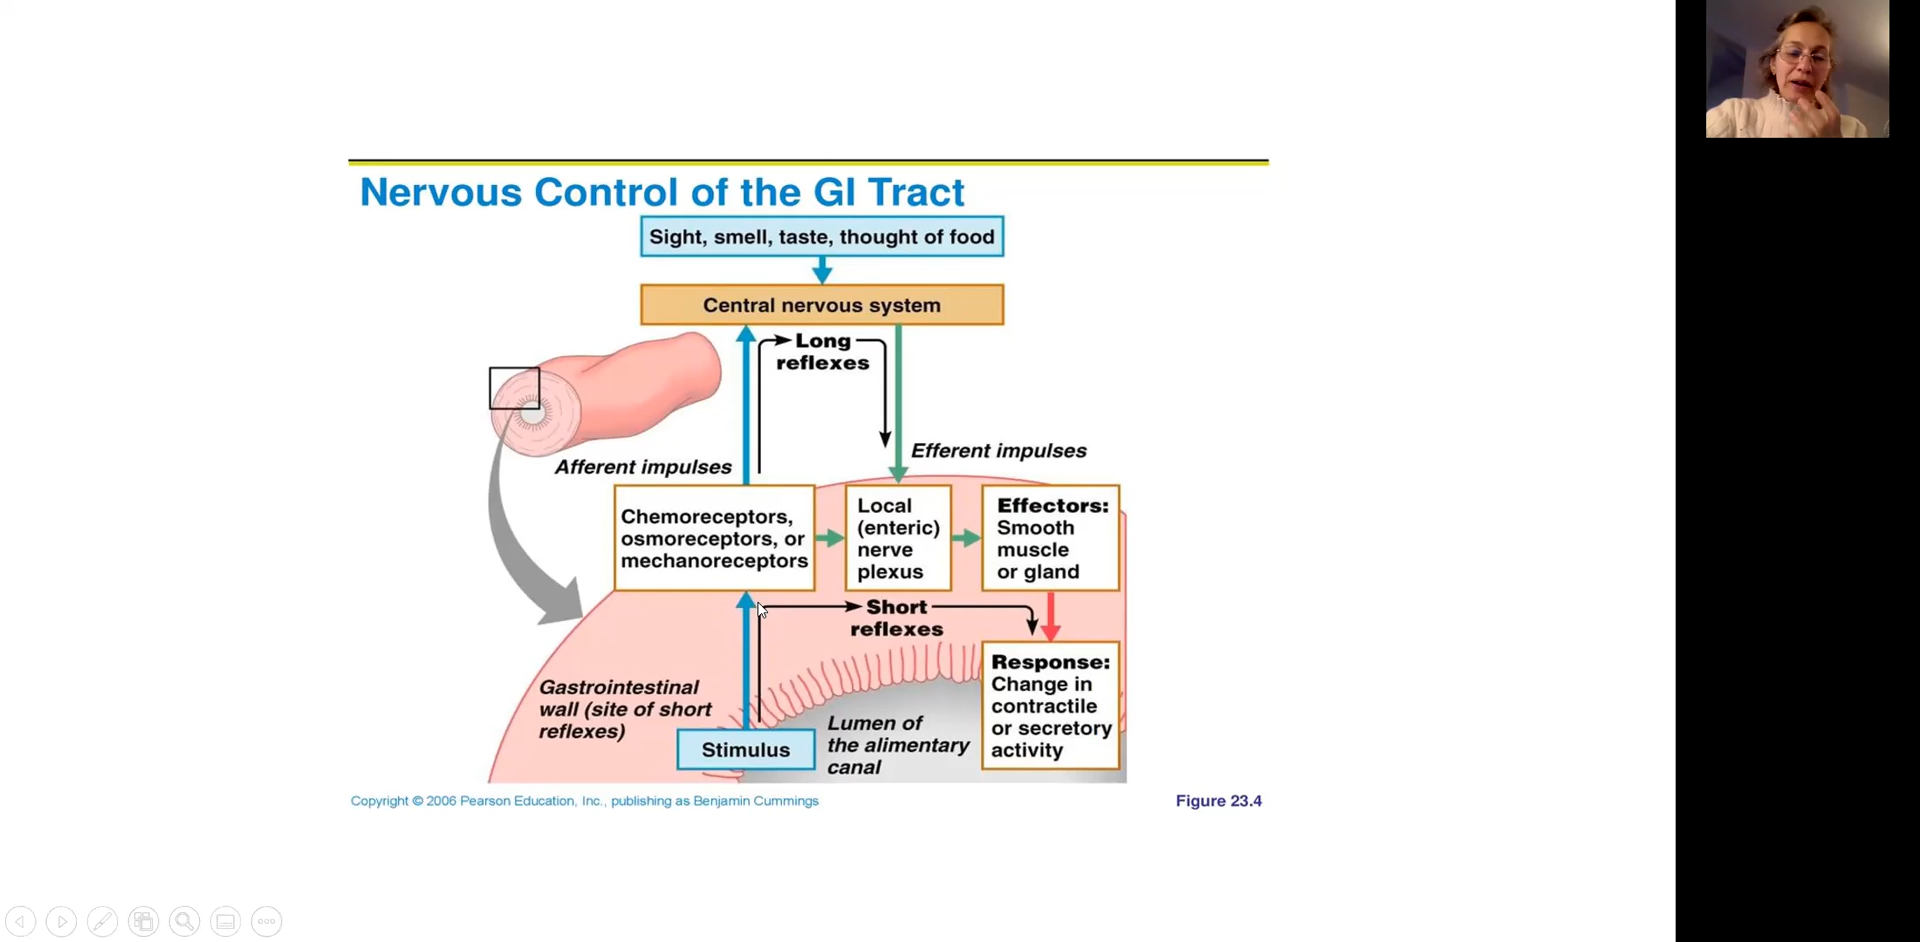 Nervous Control of the GI Tract
Sight, smell, taste, thought of food
Central nervous system
Long
reflexes
Efferent impulses
Afferent impulses
Chemoreceptors,
osmoreceptors, or
mechanoreceptors
Local
(enteric)
nerve
plexus
Effectors:
Smooth
muscle
or gland
Short
reflexes
Response:
Change in
contractile
or secretory
activity
Gastrointestinal
wall (site of short
reflexes)
Lumen of
the alimentary
canal
Stimulus
Copyright © 2006 Pearson Education, Inc., publishing as Benjamin Cummings
Figure 23.4